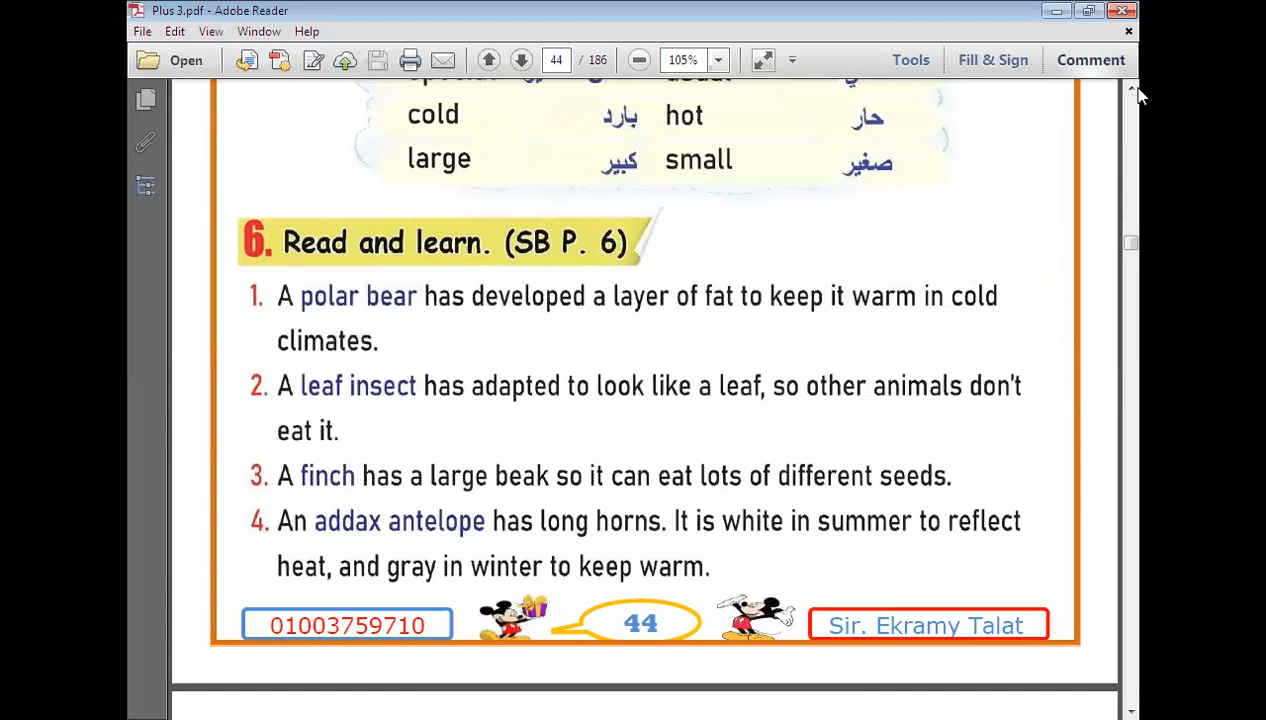 Plus 3.pdf - Adobe Reader
File Edit View Window Help
Open 44 / 186 105% Tools Fill & Sign Comment
cold بارد hot حار
large كبير small صغير
6. Read and learn. (SB P. 6)
1. A polar bear has developed a layer of fat to keep it warm in cold
climates.
2. A leaf insect has adapted to look like a leaf, so other animals don't
eat it.
3. A finch has a large beak so it can eat lots of different seeds.
4. An addax antelope has long horns. It is white in summer to reflect
heat, and gray in winter to keep warm.
01003759710 44 Sir. Ekramy Talat